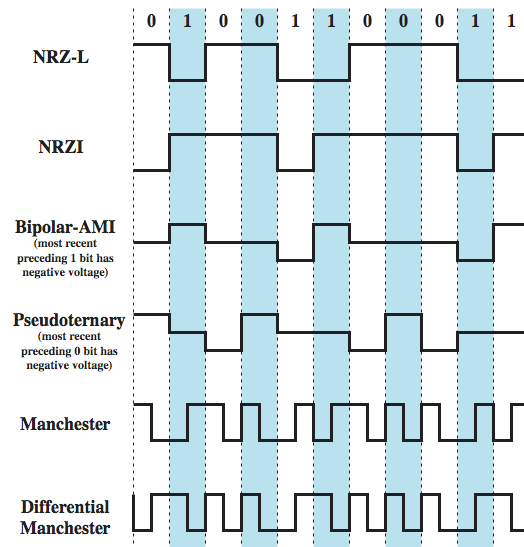 0 1 0 0 1 1 0 0 0 1 1
NRZ-L
NRZI
Bipolar-AMI
(most recent
preceding 1 bit has
negative voltage)
Pseudoternary
(most recent
preceding 0 bit has
negative voltage)
Manchester
Differential
Manchester